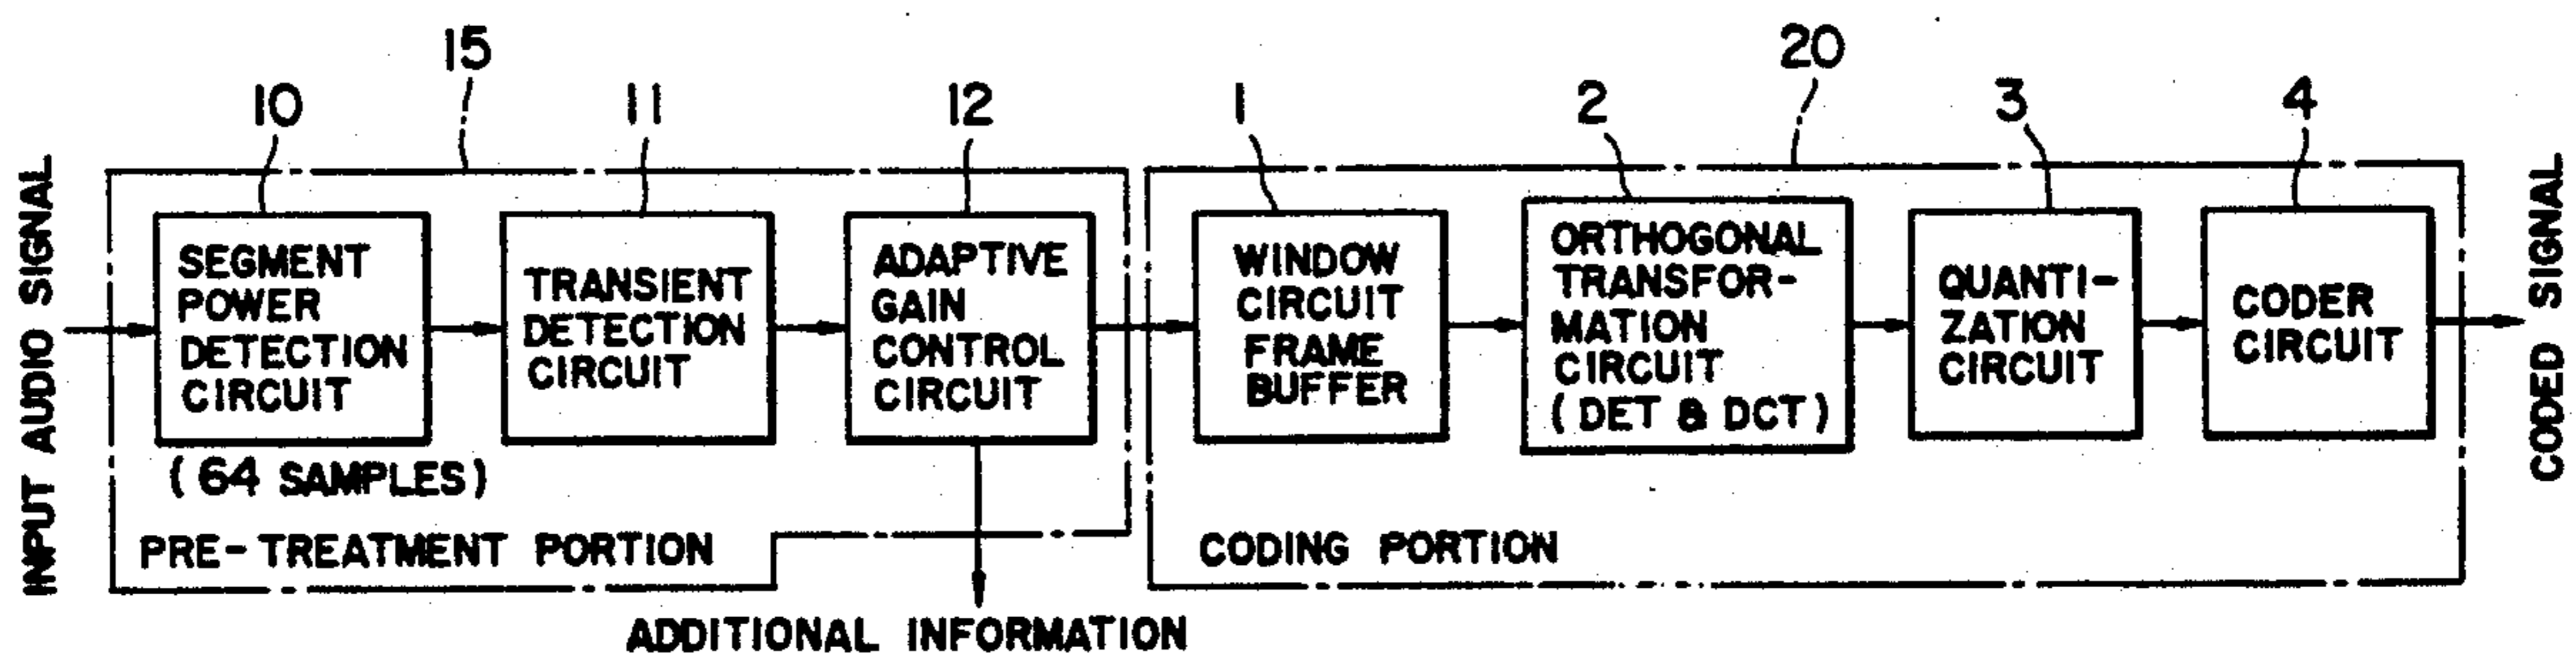 15
20
10
11
12
1
2
3
4
INPUT AUDIO SIGNAL
SEGMENT
POWER
DETECTION
CIRCUIT
(64 SAMPLES)
TRANSIENT
DETECTION
CIRCUIT
ADAPTIVE
GAIN
CONTROL
CIRCUIT
PRE-TREATMENT PORTION
ADDITIONAL INFORMATION
WINDOW
CIRCUIT
FRAME
BUFFER
ORTHOGONAL
TRANSFOR-
MATION
CIRCUIT
(DET & DCT)
QUANTI-
ZATION
CIRCUIT
CODER
CIRCUIT
CODING PORTION
CODED SIGNAL